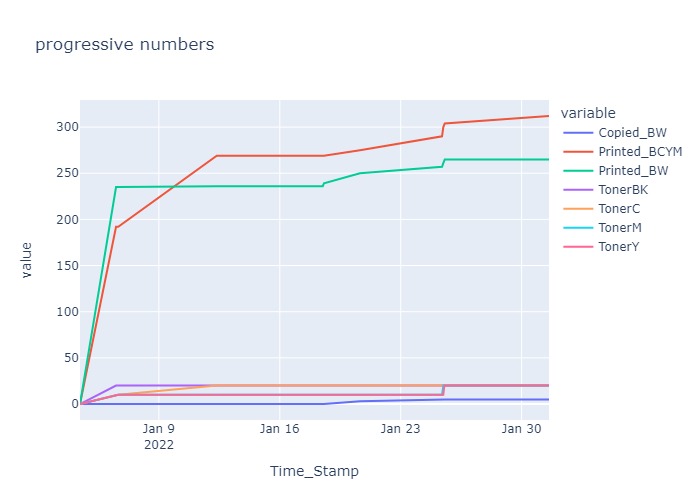 progressive numbers
variable
Copied_BW
Printed_BCYM
Printed_BW
TonerBK
TonerC
TonerM
TonerY
value
300
250
200
150
100
50
0
Jan 9
2022
Jan 16
Jan 23
Jan 30
Time_Stamp